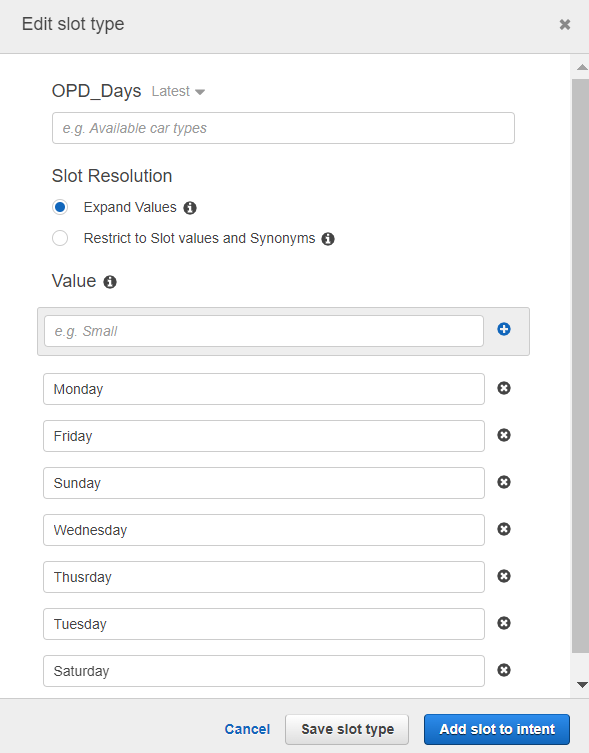 Edit slot type
OPD_Days Latest
e.g. Available car types
Slot Resolution
Expand Values
Restrict to Slot values and Synonyms
Value
e.g. Small
Monday
Friday
Sunday
Wednesday
Thusrday
Tuesday
Saturday
Cancel Save slot type Add slot to intent